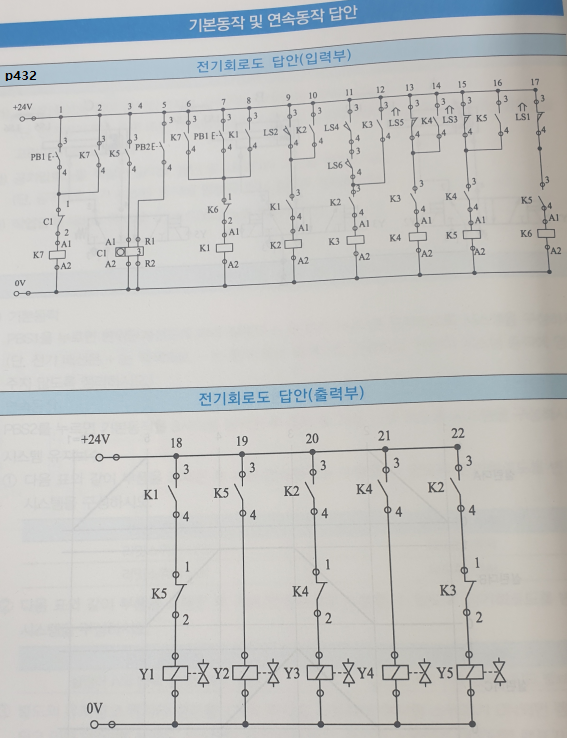 기본동작 및 연속동작 답안
전기회로도 답안(입력부)
p432
+24V 1 2 3 4 5 6 7 8 9 10 11 12 13 14 15 16 17
3 3 3 3 3 3 3 3 3 3 3 3 3 3 3 3
PB1 K7 K5 PB2 K7 PB1 K1 LS2 K2 LS4 K3 LS5 K4 LS3 K5 LS1
4 4 4 4 4 4 4 4 4 4 4 4 4 4 4 4
3
LS6
4
1 1 3 3 3 3 3
C1 K6 K1 K2 K3 K4 K5
2 2 4 4 4 4 4
A1 A1 R1 A1 A1 A1 A1 A1 A1
K7 C1 3 K1 K2 K3 K4 K5 K6
A2 A2 R2 A2 A2 A2 A2 A2 A2
0V
전기회로도 답안(출력부)
+24V 18 19 20 21 22
3 3 3 3 3
K1 K5 K2 K4 K2
4 4 4 4 4
1 1 1
K5 K4 K3
2 2 2
Y1 Y2 Y3 Y4 Y5
0V